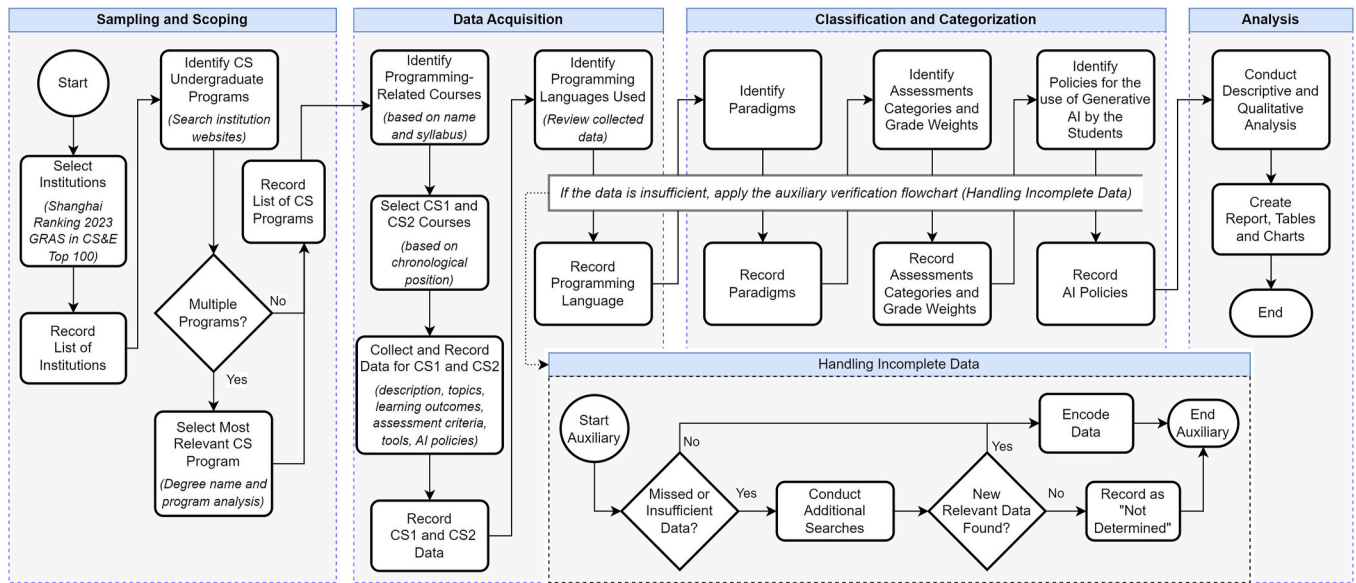 Sampling and Scoping
Start
Select
Institutions
(Shanghai
Ranking 2023
GRAS in CS&E
Top 100)
Record
List of
Institutions
Identify CS
Undergraduate
Programs
(Search institution
websites)
Multiple
Programs?
No
Yes
Select Most
Relevant CS
Program
(Degree name and
program analysis)
Record
List of CS
Programs
Data Acquisition
Identify
Programming-
Related Courses
(based on name
and syllabus)
Select CS1 and
CS2 Courses
(based on
chronological
position)
Collect and Record
Data for CS1 and CS2
(description, topics,
learning outcomes,
assessment criteria,
tools, AI policies)
Record
CS1 and CS2
Data
Identify
Programming
Languages Used
(Review collected
data)
Record
Programming
Language
Classification and Categorization
Identify
Paradigms
Record
Paradigms
Identify
Assessments
Categories and
Grade Weights
Record
Assessments
Categories and
Grade Weights
Identify
Policies for the
use of Generative
AI by the
Students
Record
AI Policies
If the data is insufficient, apply the auxiliary verification flowchart (Handling Incomplete Data)
Analysis
Conduct
Descriptive and
Qualitative
Analysis
Create
Report, Tables
and Charts
End
Handling Incomplete Data
Start
Auxiliary
Missed or
Insufficient
Data?
No
Yes
Conduct
Additional
Searches
New
Relevant Data
Found?
Yes
No
Encode
Data
Record as
"Not
Determined"
End
Auxiliary